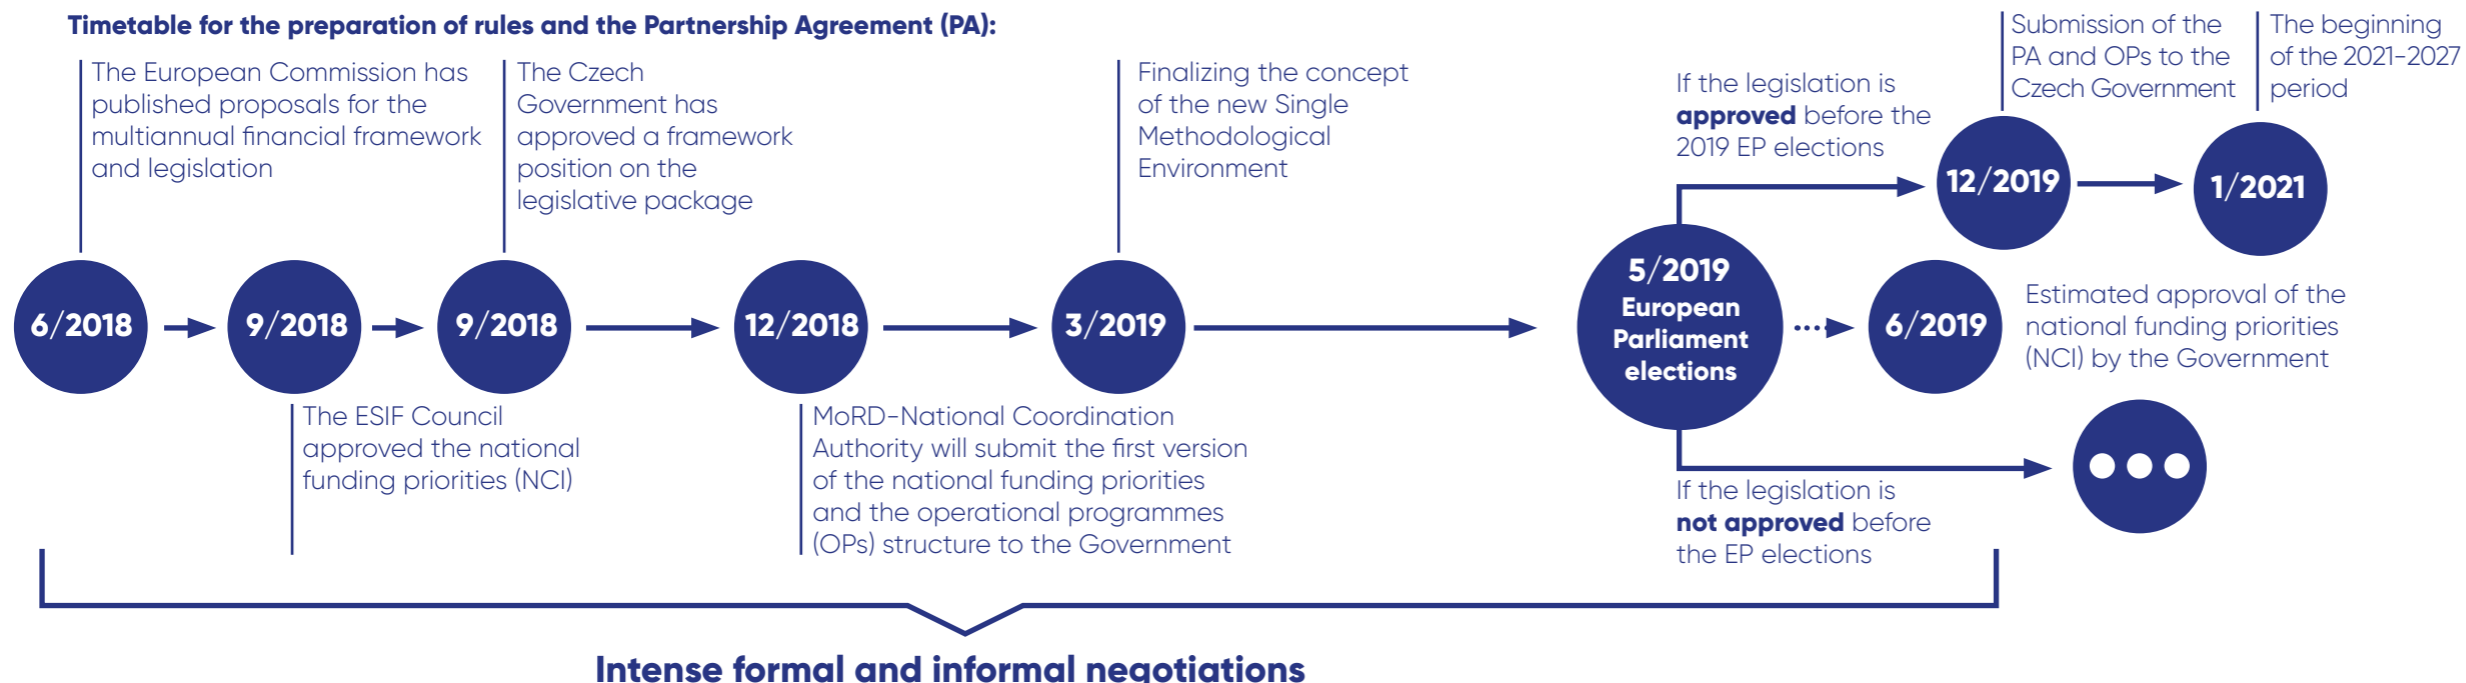 Timetable for the preparation of rules and the Partnership Agreement (PA):
The European Commission has
published proposals for the
multiannual financial framework
and legislation
6/2018
9/2018
The ESIF Council
approved the national
funding priorities (NCI)
The Czech
Government has
approved a framework
position on the
legislative package
9/2018
12/2018
MoRD-National Coordination
Authority will submit the first version
of the national funding priorities
and the operational programmes
(OPs) structure to the Government
Finalizing the concept
of the new Single
Methodological
Environment
3/2019
5/2019
European
Parliament
elections
If the legislation is
approved before the
2019 EP elections
Submission of the
PA and OPs to the
Czech Government
12/2019
The beginning
of the 2021-2027
period
1/2021
6/2019
Estimated approval of the
national funding priorities
(NCI) by the Government
If the legislation is
not approved before
the EP elections
Intense formal and informal negotiations